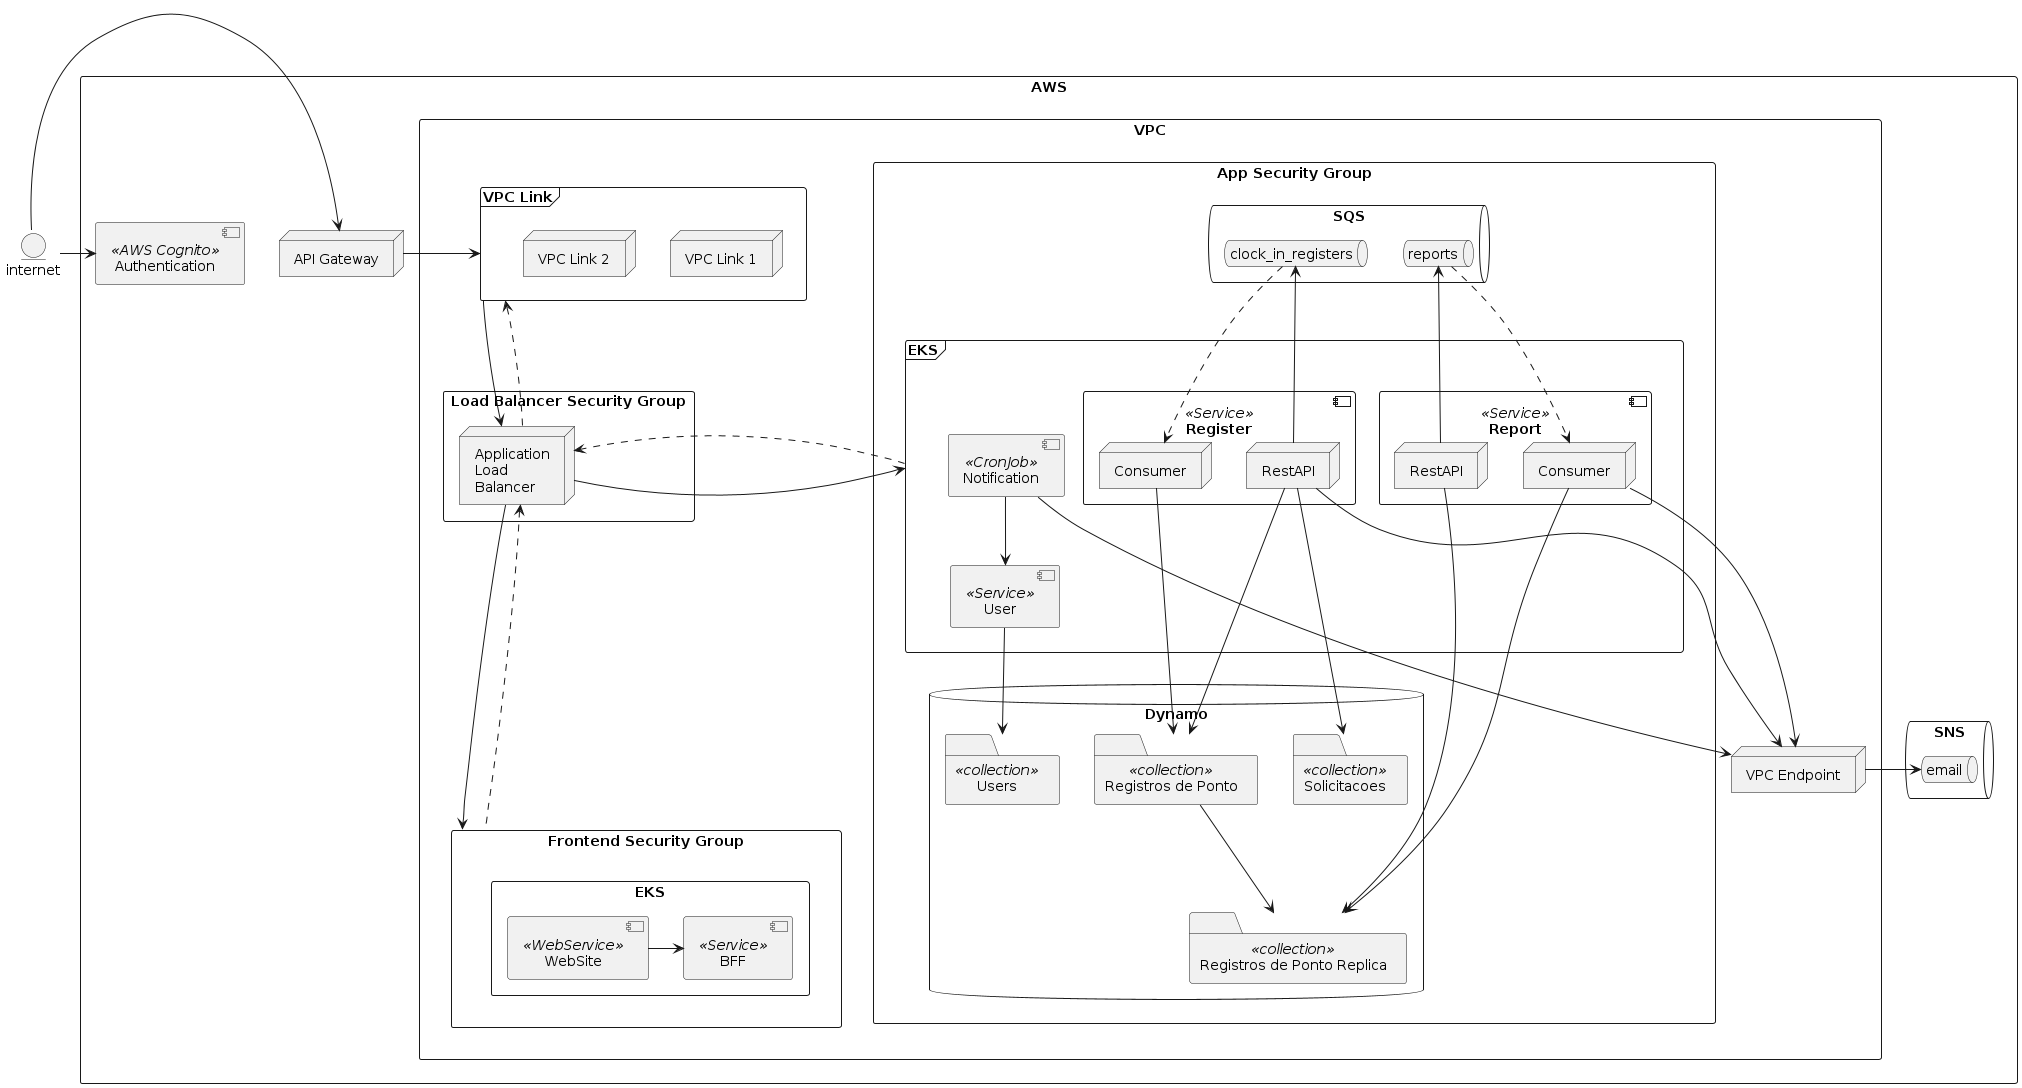 AWS
VPC
App Security Group
VPC Link
SQS
internet
«AWS Cognito»
Authentication
API Gateway
VPC Link 2
VPC Link 1
clock_in_registers
reports
EKS
Load Balancer Security Group
Application
Load
Balancer
«CronJob»
Notification
«Service»
Register
Consumer
RestAPI
«Service»
Report
RestAPI
Consumer
«Service»
User
Dynamo
«collection»
Users
«collection»
Registros de Ponto
«collection»
Solicitacoes
VPC Endpoint
SNS
email
Frontend Security Group
EKS
«WebService»
WebSite
«Service»
BFF
«collection»
Registros de Ponto Replica